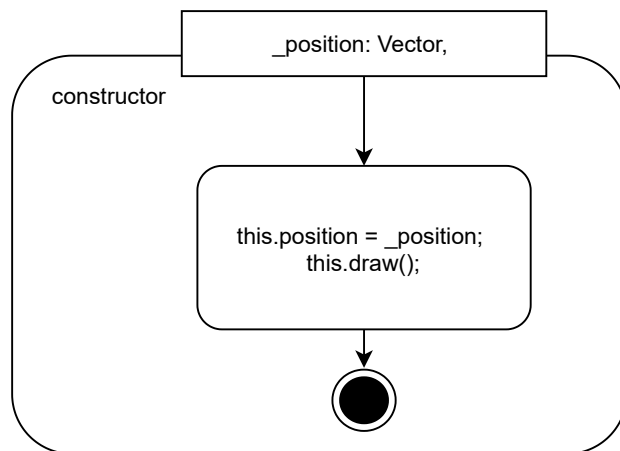 _position: Vector,
constructor
this.position = _position;
this.draw();